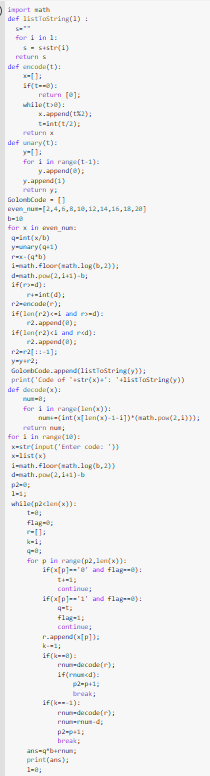 import math
def listToString(l) :
s=""
for i in l:
s = s+str(i)
return s
def encode(t):
x=[];
if(t==0):
return [0];
while(t>0):
x.append(t%2);
t=int(t/2);
return x
def unary(t):
y=[];
for i in range(t-1):
y.append(0);
y.append(1)
return y;
GolombCode = []
even_num=[2,4,6,8,10,12,14,16,18,20]
b=10
for x in even_num:
q=int(x/b)
y=unary(q+1)
r=x-(q*b)
i=math.floor(math.log(b,2));
d=math.pow(2,i+1)-b;
if(r>=d):
r+=int(d);
r2=encode(r);
if(len(r2)<=i and r>=d):
r2.append(0);
if(len(r2)<i and r<d):
r2.append(0);
r2=r2[::-1];
y=y+r2;
GolombCode.append(listToString(y));
print('Code of '+str(x)+': '+listToString(y))
def decode(x):
num=0;
for i in range(len(x)):
num+=(int(x[len(x)-1-i])*(math.pow(2,i)));
return num;
for i in range(10):
x=str(input('Enter code: '))
x=list(x)
i=math.floor(math.log(b,2))
d=math.pow(2,i+1)-b
p2=0;
l=1;
while(p2<len(x)):
t=0;
flag=0;
r=[];
k=i;
q=0;
for p in range(p2,len(x)):
if(x[p]=='0' and flag==0):
t+=1;
continue;
if(x[p]=='1' and flag==0):
q=t;
flag=1;
continue;
r.append(x[p]);
k-=1;
if(k==0):
rnum=decode(r);
if(rnum<d):
p2=p+1;
break;
if(k==-1):
rnum=decode(r);
rnum=rnum-d;
p2=p+1;
break;
ans=q*b+rnum;
print(ans);
l=0;